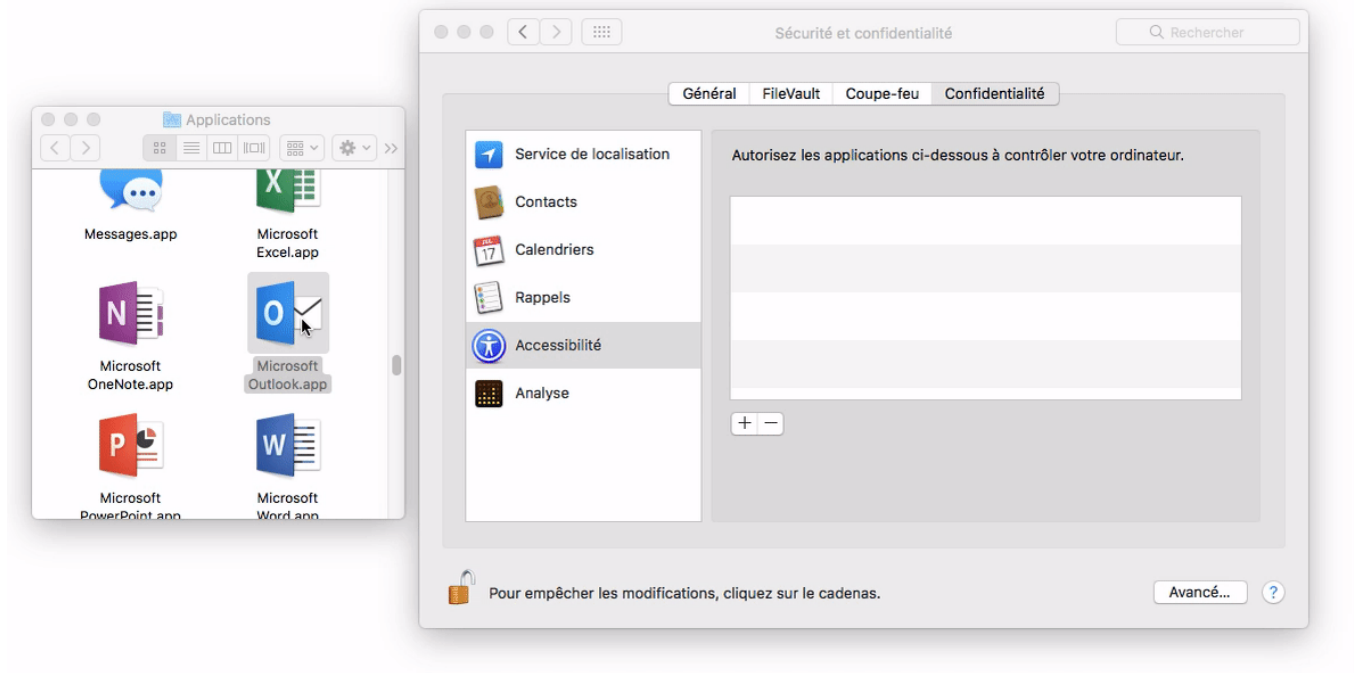 Applications
Messages.app
Microsoft
Excel.app
Microsoft
OneNote.app
Microsoft
Outlook.app
Microsoft
PowerPoint.app
Microsoft
Word.app
Sécurité et confidentialité
Rechercher
Général
FileVault
Coupe-feu
Confidentialité
Service de localisation
Contacts
JUL
17
Calendriers
Rappels
Accessibilité
Analyse
Autorisez les applications ci-dessous à contrôler votre ordinateur.
Pour empêcher les modifications, cliquez sur le cadenas.
Avancé...
?